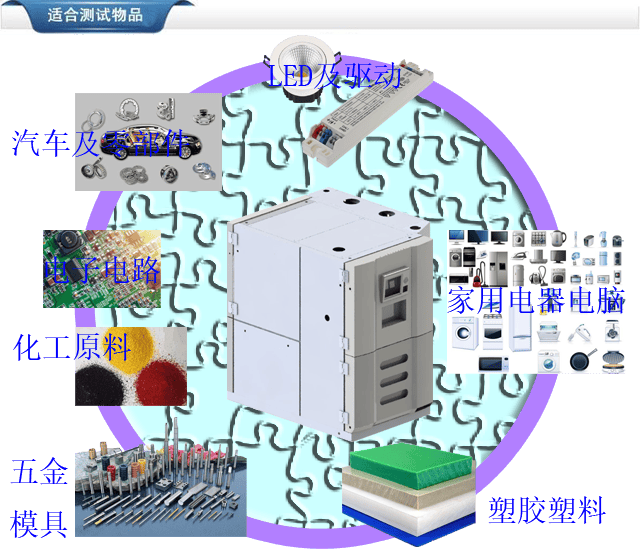 适合测试物品
LED及驱动
汽车及零部件
电子电路
家用电器电脑
化工原料
五金
模具
塑胶塑料